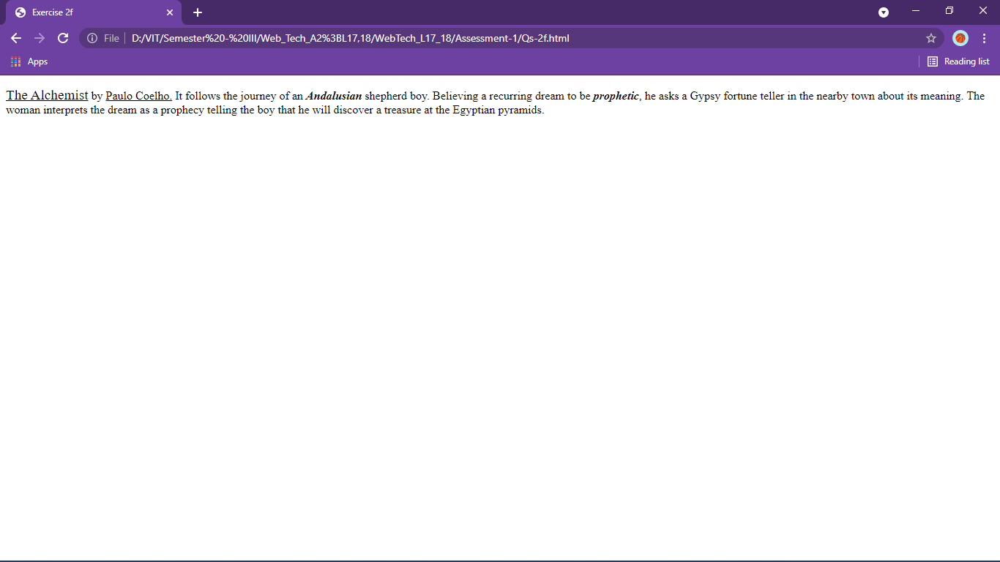 Exercise 2f
File
D:/VIT/Semester%20-%20III/Web_Tech_A2%3BL17,18/WebTech_L17_18/Assessment-1/Qs-2f.html
Apps
Reading list
The Alchemist by Paulo Coelho. It follows the journey of an Andalusian shepherd boy. Believing a recurring dream to be prophetic, he asks a Gypsy fortune teller in the nearby town about its meaning. The
woman interprets the dream as a prophecy telling the boy that he will discover a treasure at the Egyptian pyramids.